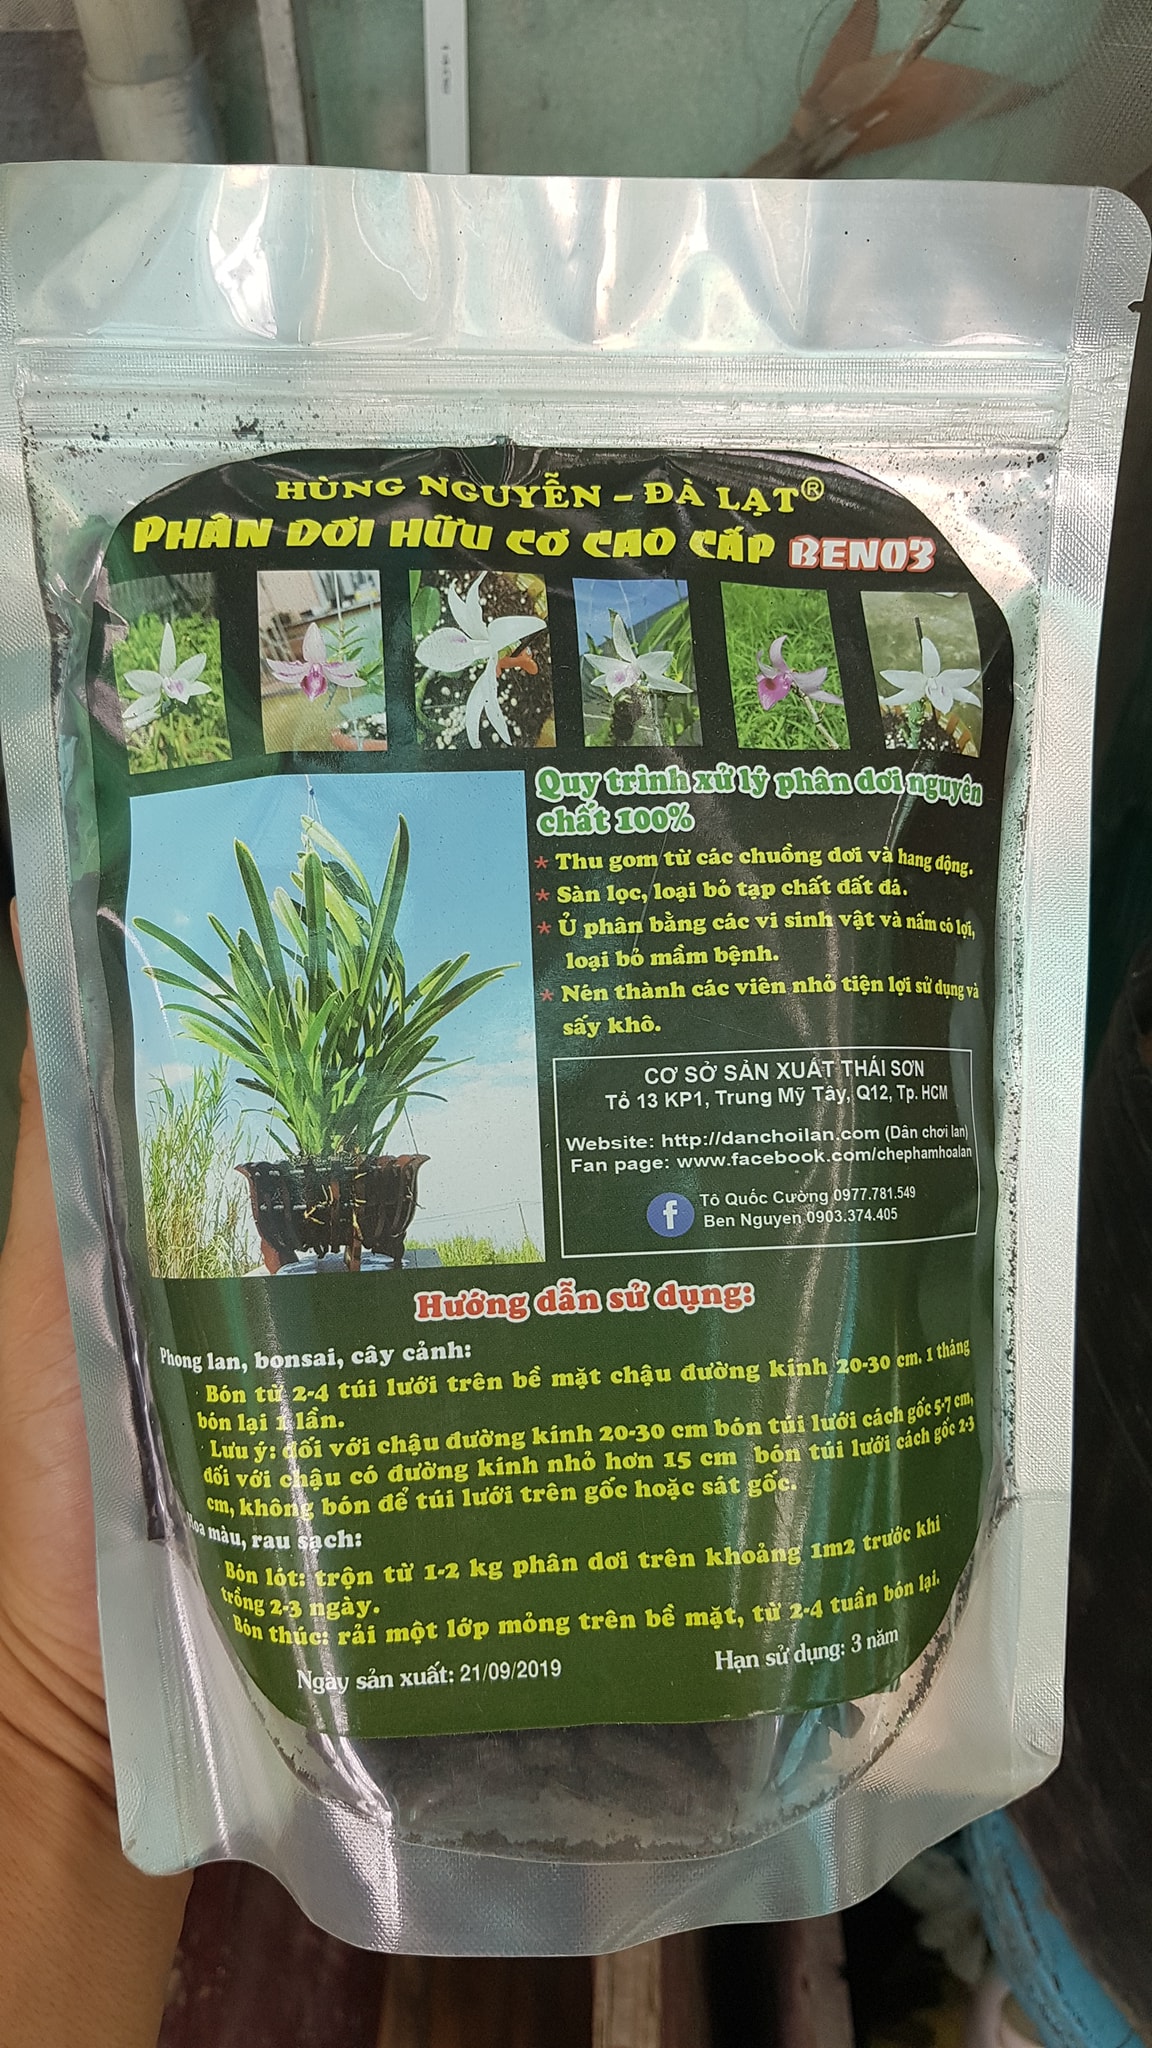 HÙNG NGUYỄN - ĐÀ LẠT®
PHÂN DƠI HỮU CƠ CAO CẤP BENO3
Quy trình xử lý phân dơi nguyên
chất 100%
* Thu gom từ các chuồng dơi và hang động.
* Sàn lọc, loại bỏ tạp chất đất đá.
* Ủ phân bằng các vi sinh vật và nấm có lợi,
loại bỏ mầm bệnh.
* Nén thành các viên nhỏ tiện lợi sử dụng và
sấy khô.
CƠ SỞ SẢN XUẤT THÁI SƠN
Tổ 13 KP1, Trung Mỹ Tây, Q12, Tp. HCM
Website: http://danchoilan.com (Dân chơi lan)
Fan page: www.facebook.com/chephamhoalan
f
Tô Quốc Cường 0977.781.549
Ben Nguyen 0903.374.405
Hướng dẫn sử dụng:
Phong lan, bonsai, cây cảnh:
Bón từ 2-4 túi lưới trên bề mặt chậu đường kính 20-30 cm. 1 tháng
bón lại 1 lần.
Lưu ý: đối với chậu đường kính 20-30 cm bón túi lưới cách gốc 5-7 cm,
đối với chậu có đường kính nhỏ hơn 15 cm bón túi lưới cách gốc 2-3
cm, không bón để túi lưới trên gốc hoặc sát gốc.
Hoa màu, rau sạch:
Bón lót: trộn từ 1-2 kg phân dơi trên khoảng 1m2 trước khi
trồng 2-3 ngày.
Bón thúc: rải một lớp mỏng trên bề mặt, từ 2-4 tuần bón lại.
Ngày sản xuất: 21/09/2019
Hạn sử dụng: 3 năm